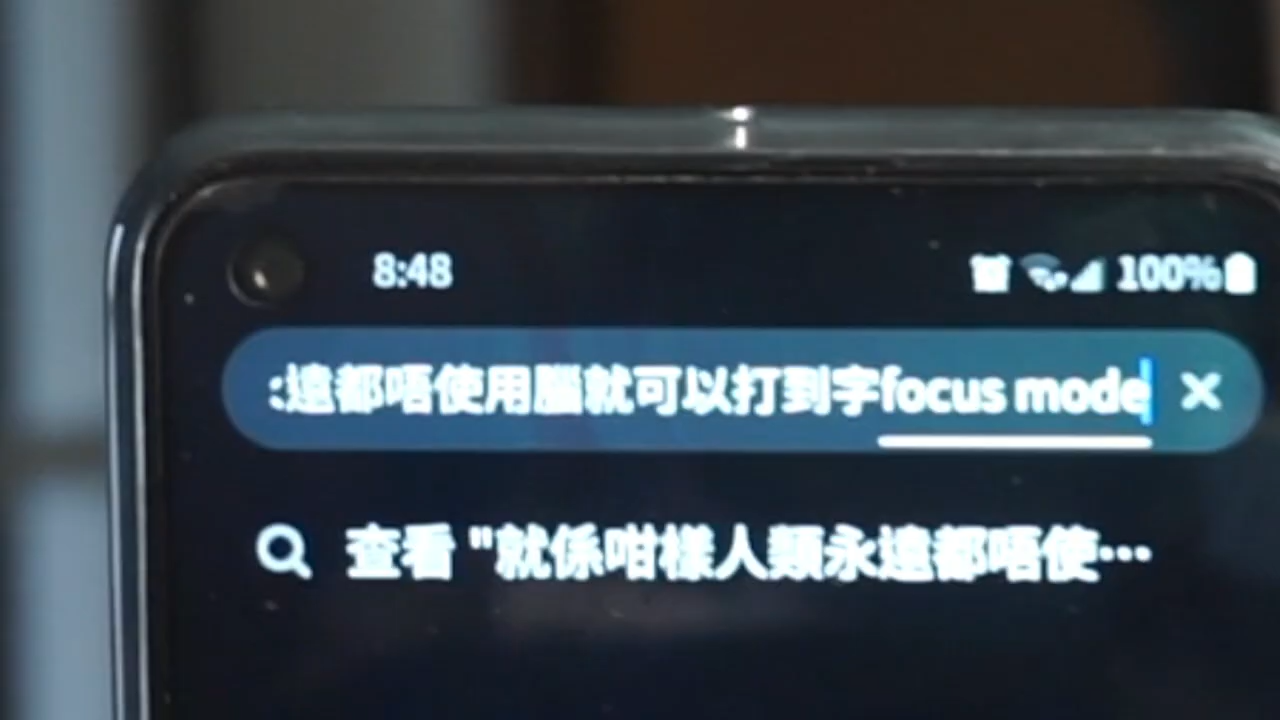 8:48 100%
遠都唔使用腦就可以打到字focus mode
查看 "就係咁樣人類永遠都唔使…